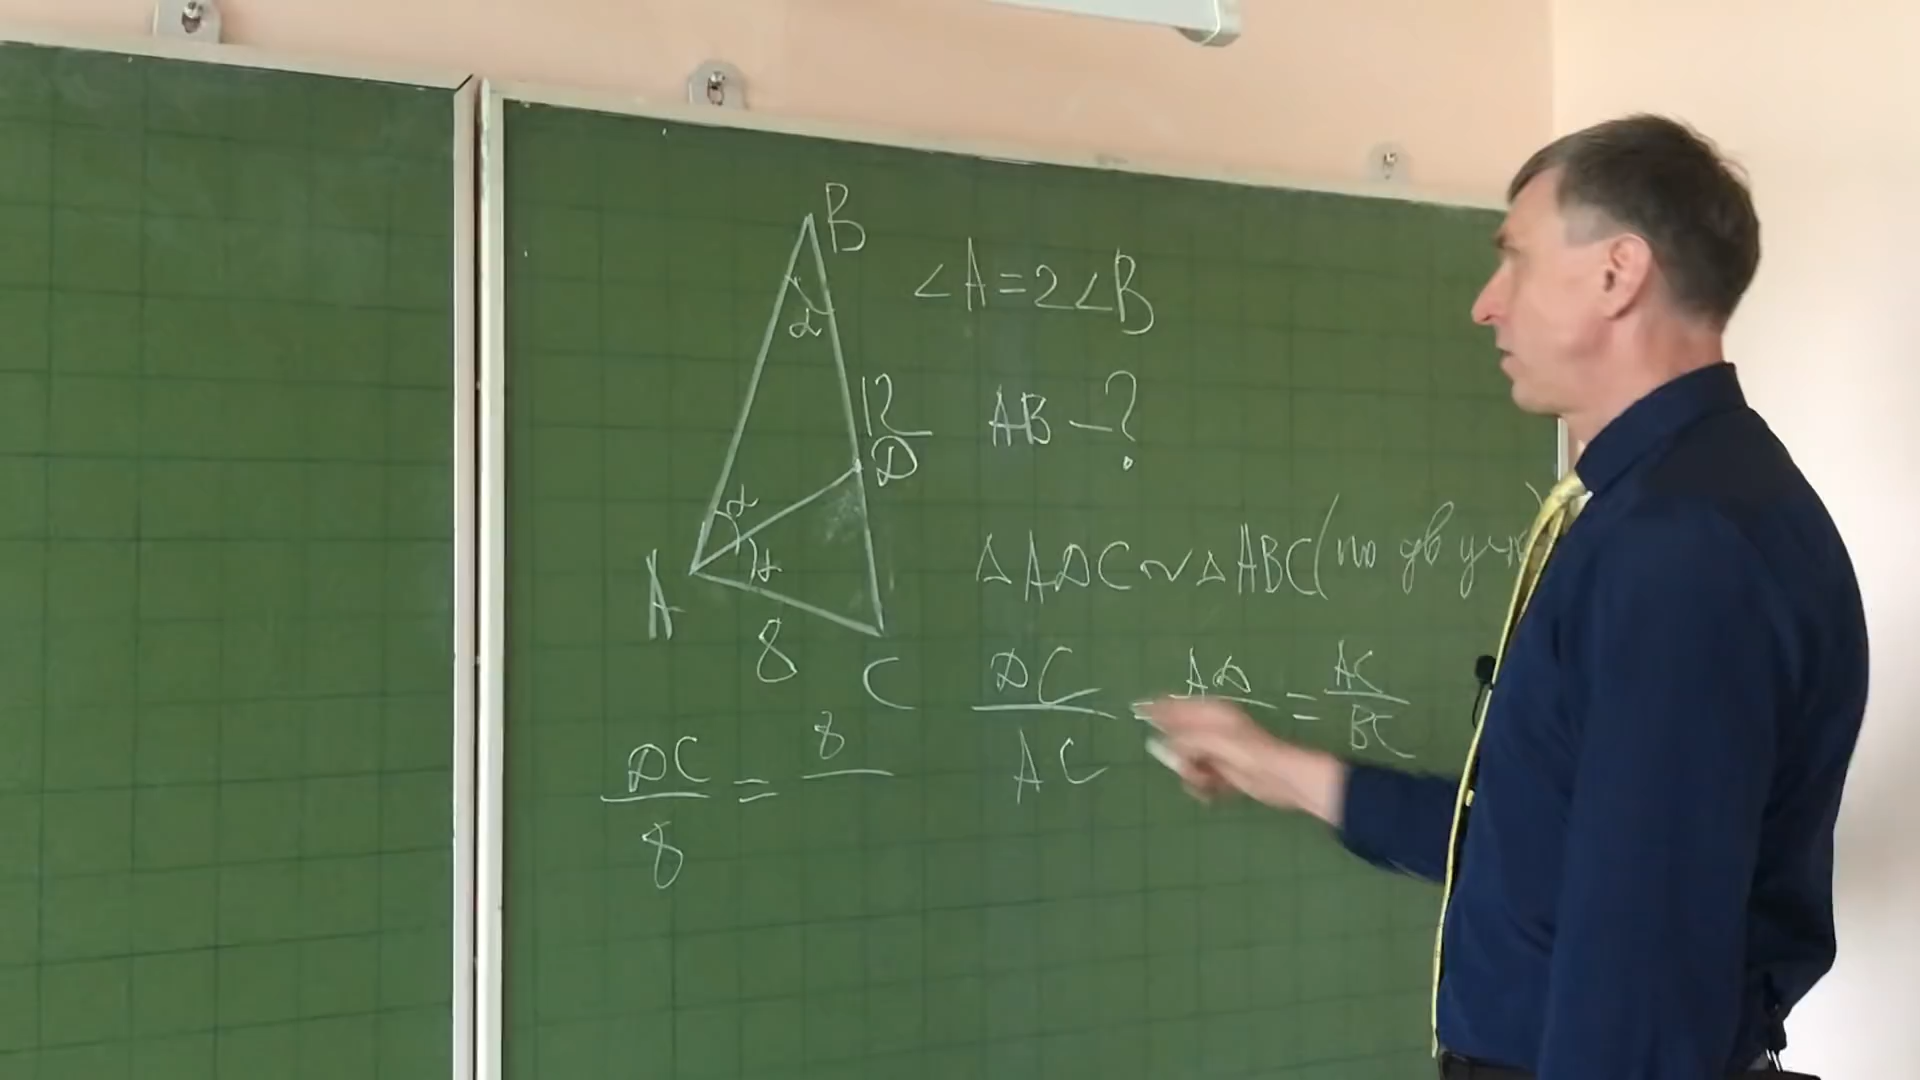 B
∠A=2∠B
α
12
AB – ?
D
α
α
△ADC ~ △ABC (по дв угл)
A
8
C
DC/AC = AD/ = AC/BC
DC/8 = 8/